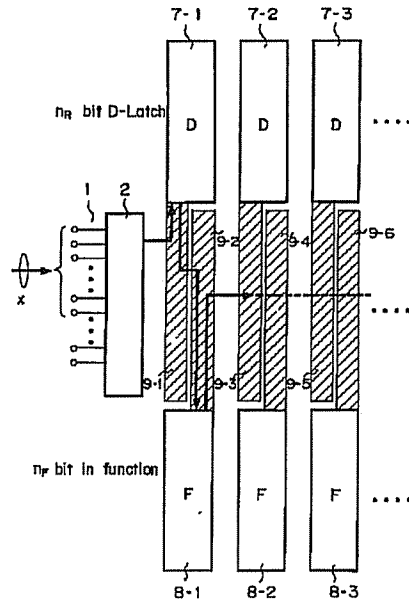 7-1 7-2 7-3
nR bit D-Latch
D D D
1 2
9-2 9-4 9-6
x
9-1 9-3 9-5
nF bit in function
F F F
8-1 8-2 8-3